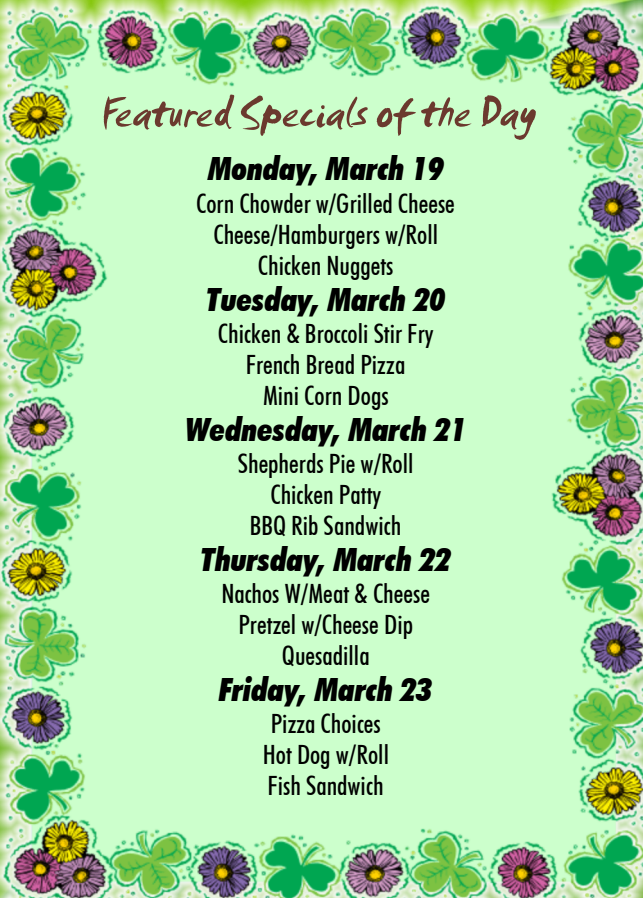 Featured Specials of the Day
Monday, March 19
Corn Chowder w/Grilled Cheese
Cheese/Hamburgers w/Roll
Chicken Nuggets
Tuesday, March 20
Chicken & Broccoli Stir Fry
French Bread Pizza
Mini Corn Dogs
Wednesday, March 21
Shepherds Pie w/Roll
Chicken Patty
BBQ Rib Sandwich
Thursday, March 22
Nachos W/Meat & Cheese
Pretzel w/Cheese Dip
Quesadilla
Friday, March 23
Pizza Choices
Hot Dog w/Roll
Fish Sandwich